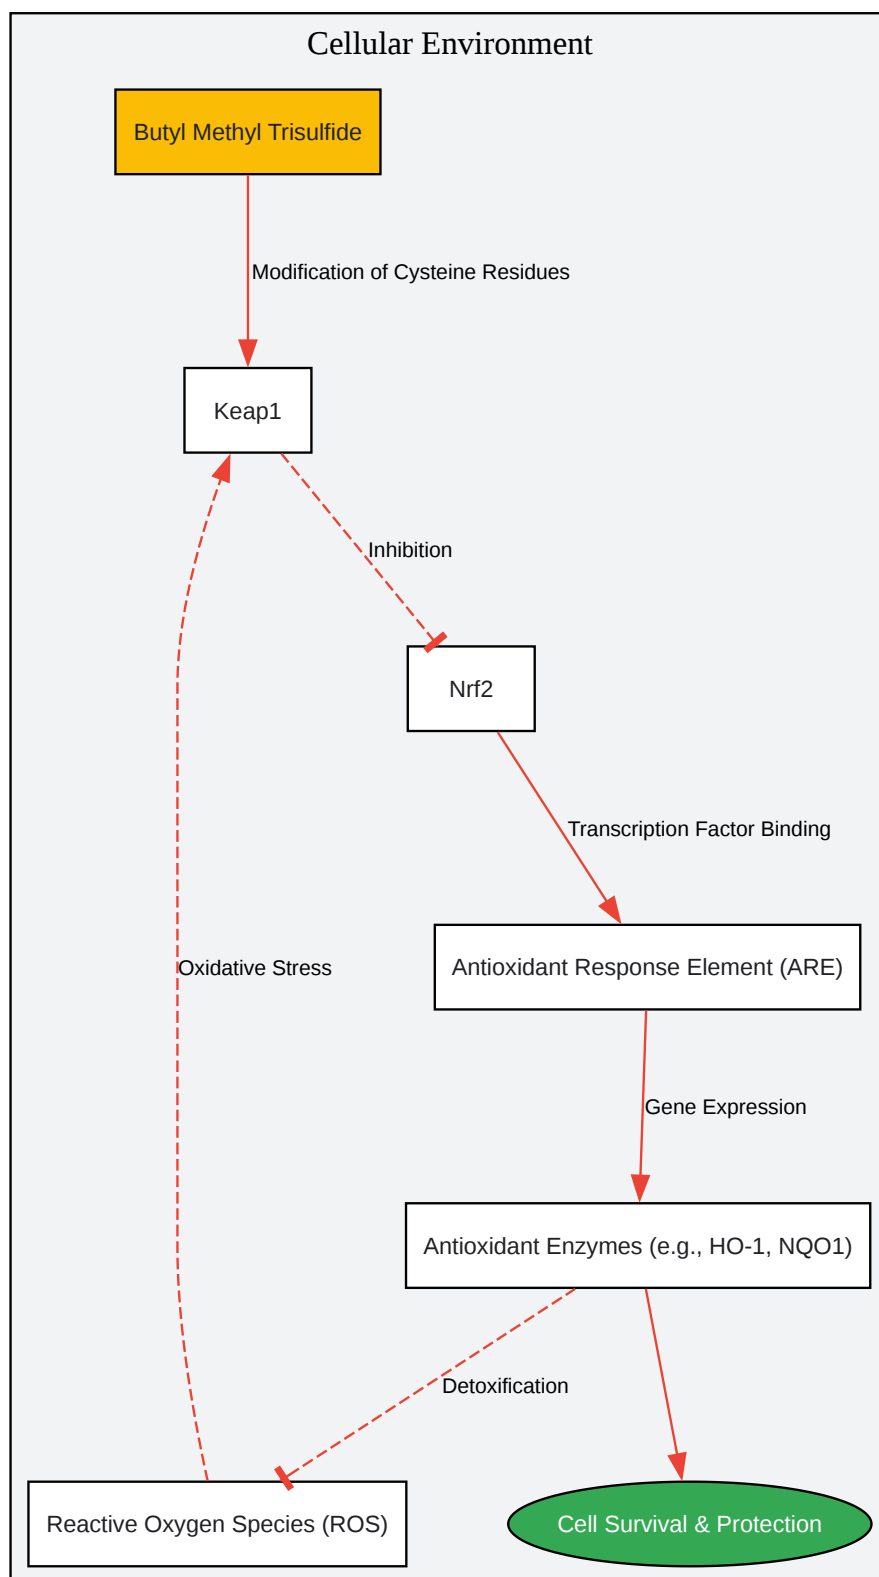 Cellular Environment
Butyl Methyl Trisulfide
Modification of Cysteine Residues
Keap1
Inhibition
Nrf2
Transcription Factor Binding
Oxidative Stress
Antioxidant Response Element (ARE)
Gene Expression
Antioxidant Enzymes (e.g., HO-1, NQO1)
Detoxification
Reactive Oxygen Species (ROS)
Cell Survival & Protection